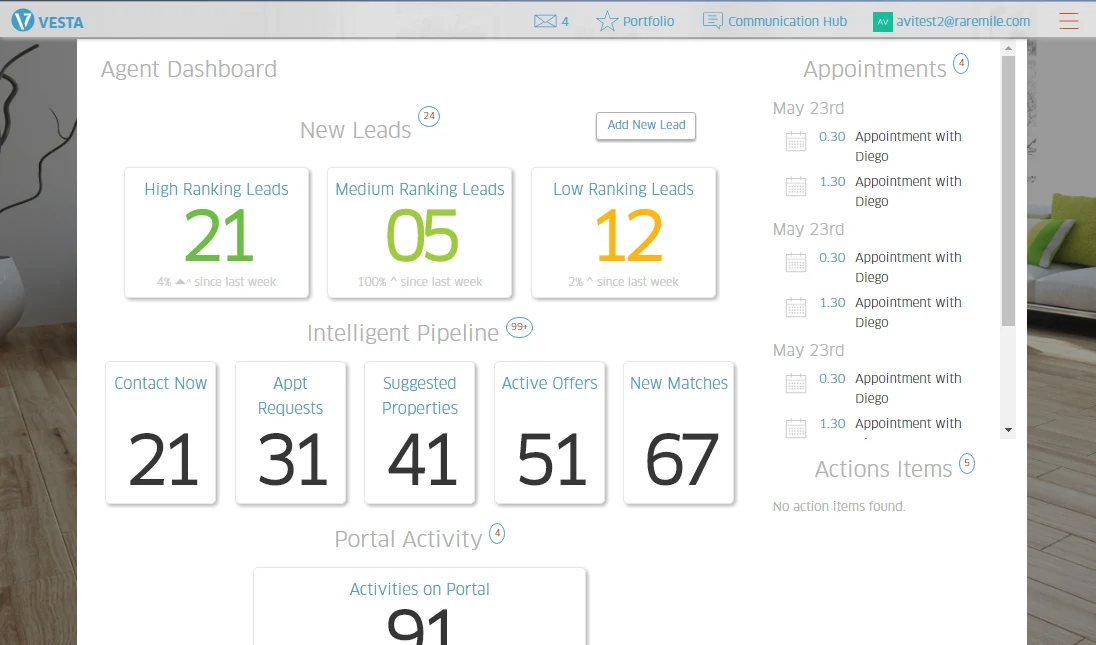 VESTA
4
Portfolio
Communication Hub
AV
avitest2@raremile.com
Agent Dashboard
New Leads 24
Add New Lead
High Ranking Leads
21
4% ^ since last week
Medium Ranking Leads
05
100% ^ since last week
Low Ranking Leads
12
2% ^ since last week
Intelligent Pipeline 99+
Contact Now
21
Appt
Requests
31
Suggested
Properties
41
Active Offers
51
New Matches
67
Portal Activity 4
Activities on Portal
91
Appointments 4
May 23rd
0.30 Appointment with
Diego
1.30 Appointment with
Diego
May 23rd
0.30 Appointment with
Diego
1.30 Appointment with
Diego
May 23rd
0.30 Appointment with
Diego
1.30 Appointment with
Actions Items 5
No action items found.